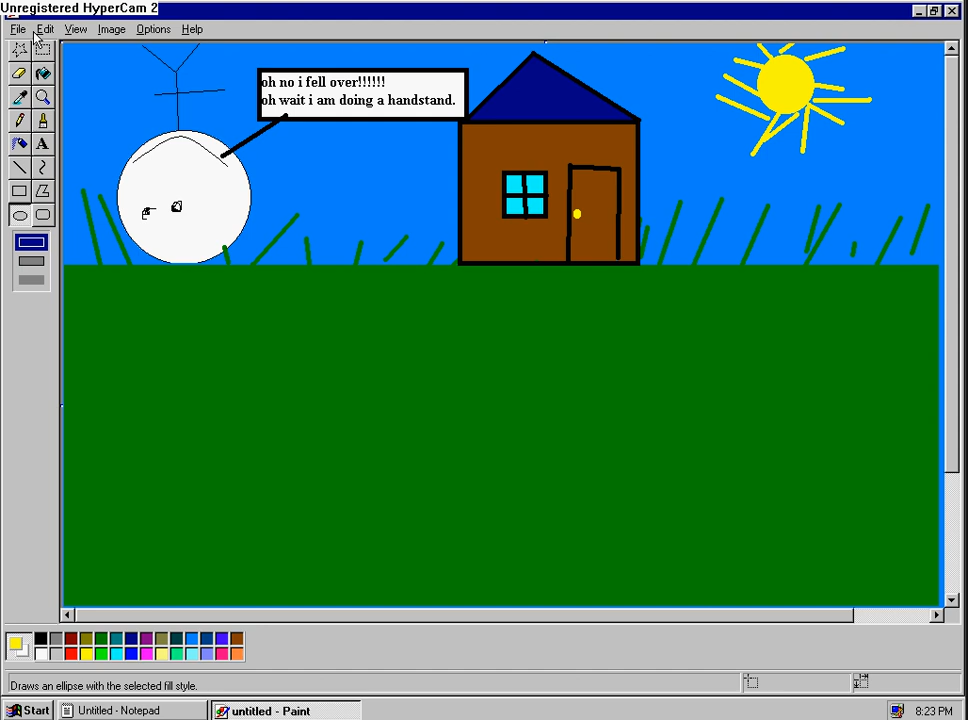 Unregistered HyperCam 2
File Edit View Image Options Help
oh no i fell over!!!!!!
oh wait i am doing a handstand.
A
Draws an ellipse with the selected fill style.
Start Untitled - Notepad untitled - Paint 8:23 PM